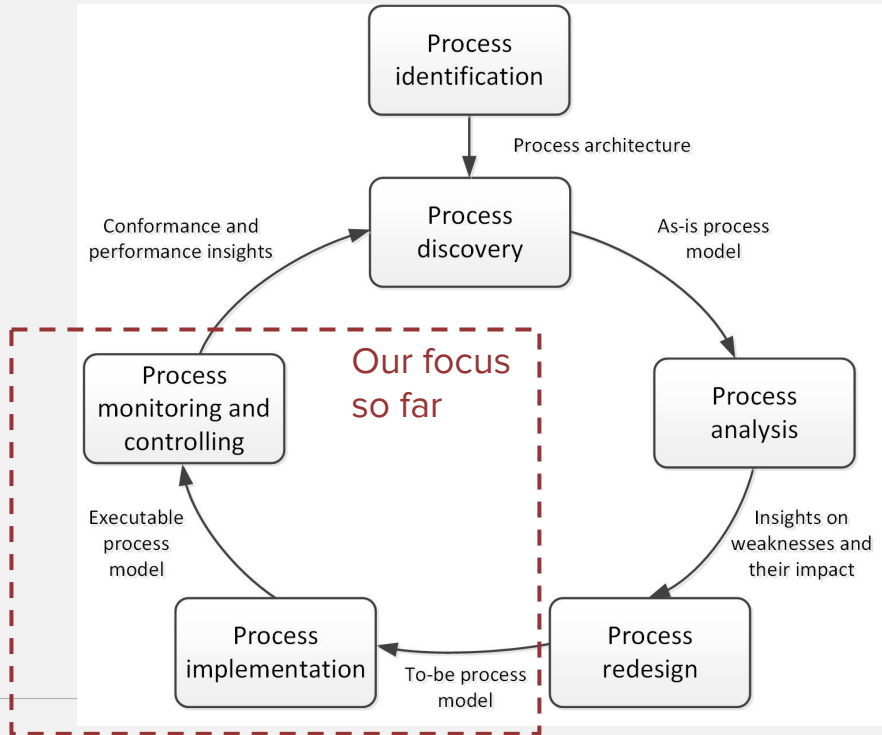 Process
identification
Process architecture
Process
discovery
Conformance and
performance insights
As-is process
model
Our focus
so far
Process
monitoring and
controlling
Process
analysis
Executable
process
model
Insights on
weaknesses and
their impact
Process
implementation
To-be process
model
Process
redesign